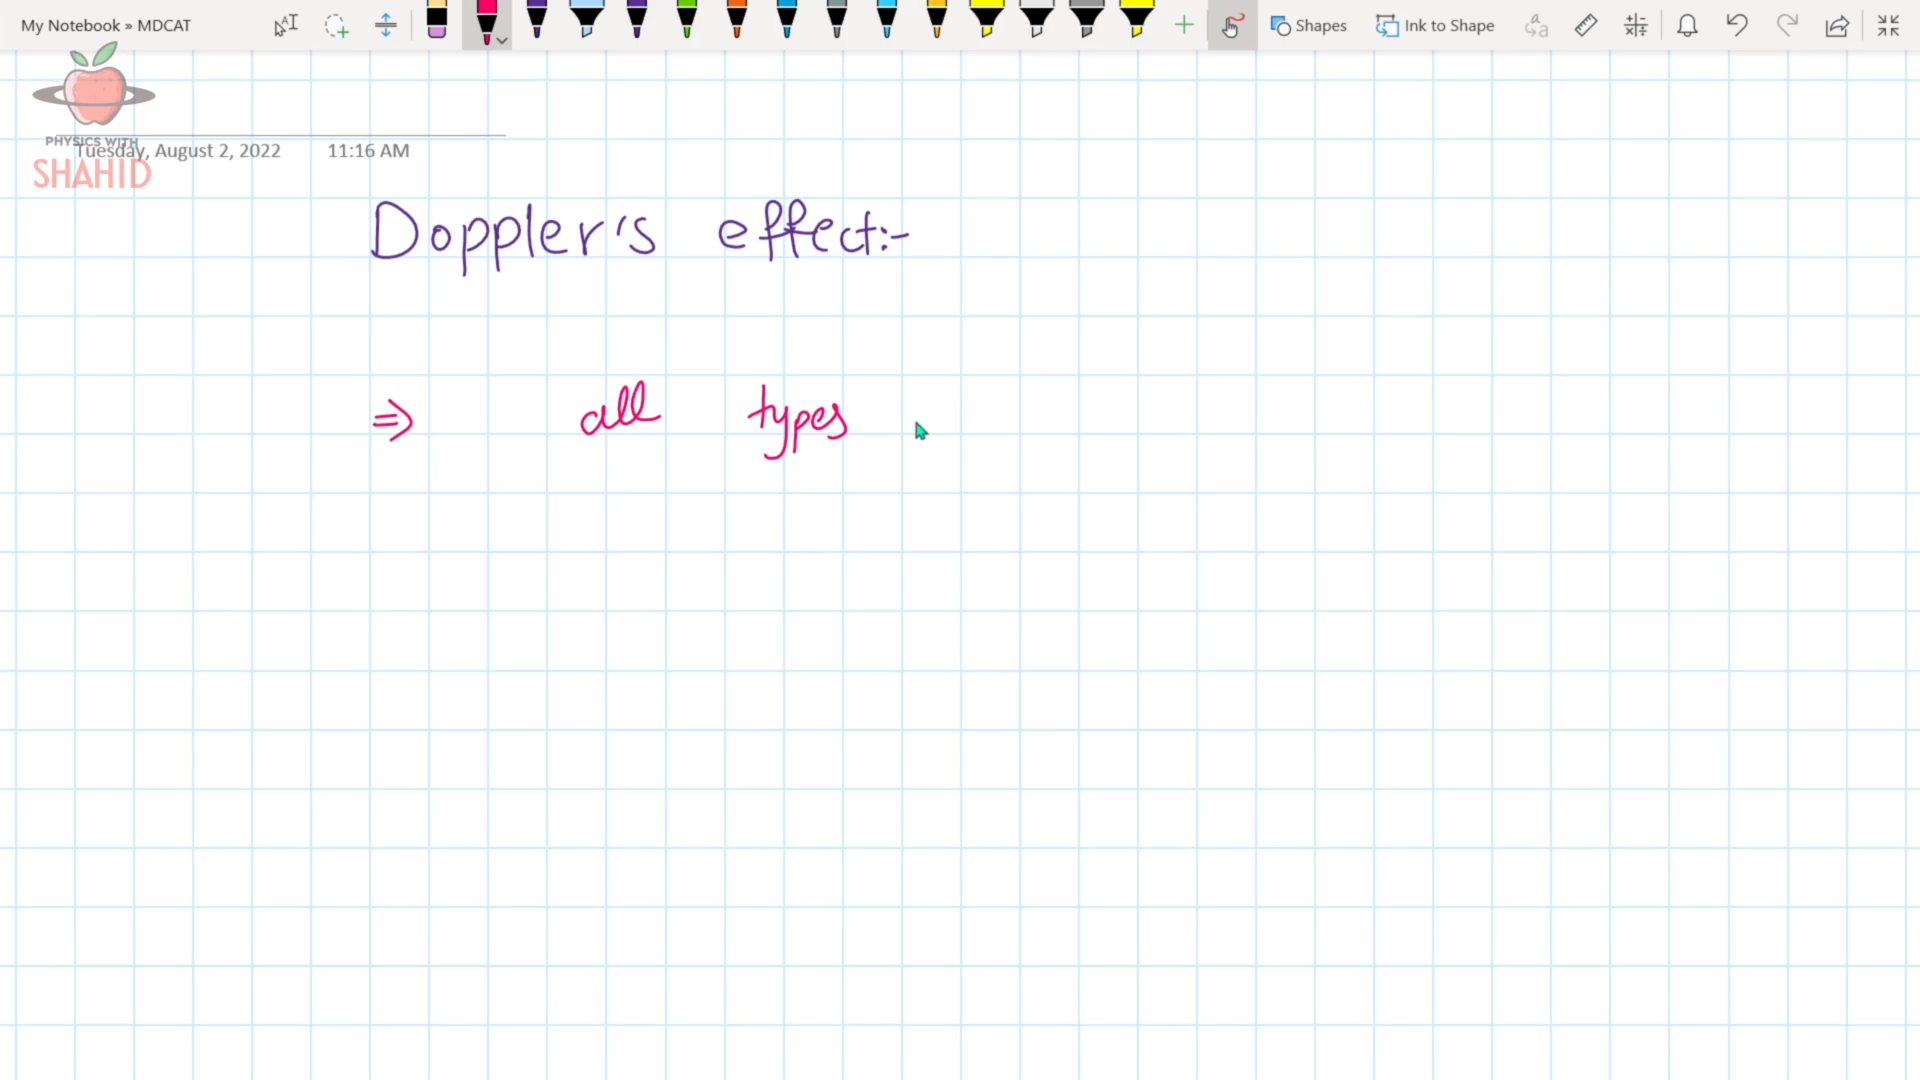 My Notebook » MDCAT Shapes Ink to Shape
PHYSICS WITH
Tuesday, August 2, 2022 11:16 AM
SHAHID
Doppler's effect:-
⇒ all types